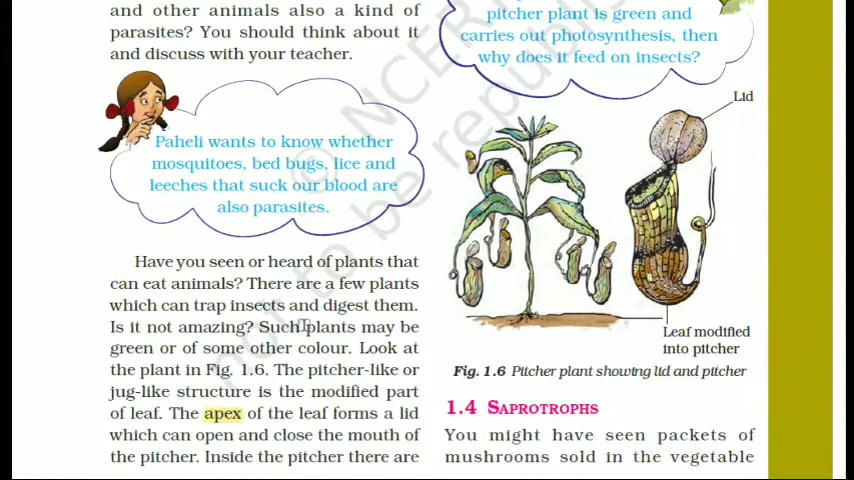 and other animals also a kind of
parasites? You should think about it
and discuss with your teacher.
Paheli wants to know whether
mosquitoes, bed bugs, lice and
leeches that suck our blood are
also parasites.
Have you seen or heard of plants that
can eat animals? There are a few plants
which can trap insects and digest them.
Is it not amazing? Such plants may be
green or of some other colour. Look at
the plant in Fig. 1.6. The pitcher-like or
jug-like structure is the modified part
of leaf. The apex of the leaf forms a lid
which can open and close the mouth of
the pitcher. Inside the pitcher there are
pitcher plant is green and
carries out photosynthesis, then
why does it feed on insects?
Lid
Leaf modified
into pitcher
Fig. 1.6 Pitcher plant showing lid and pitcher
1.4 SAPROTROPHS
You might have seen packets of
mushrooms sold in the vegetable
© NCERT
not to be republished